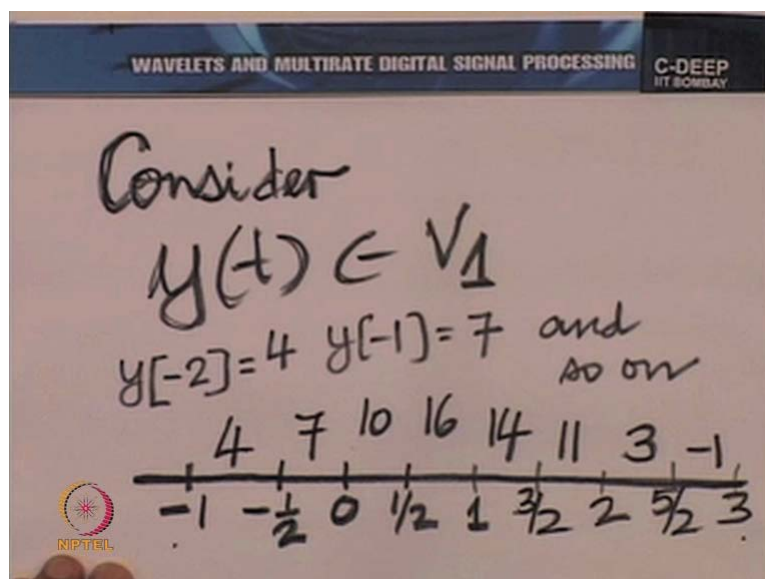 WAVELETS AND MULTIRATE DIGITAL SIGNAL PROCESSING
C-DEEP
IIT BOMBAY
Consider
y(t) ∈ V1
y[-2]=4 y[-1]=7 and
so on
4 7 10 16 14 11 3 -1
-1 -1/2 0 1/2 1 3/2 2 5/2 3
NPTEL